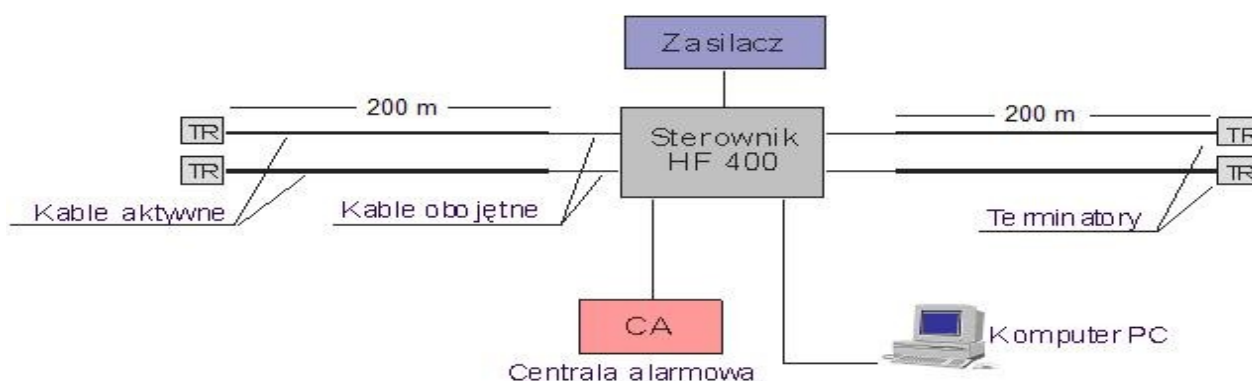 Zasilacz
200 m
200 m
TR
Sterownik
HF 400
TR
TR
TR
Kable aktywne
Kable obojętne
Terminatory
CA
Komputer PC
Centrala alarmowa